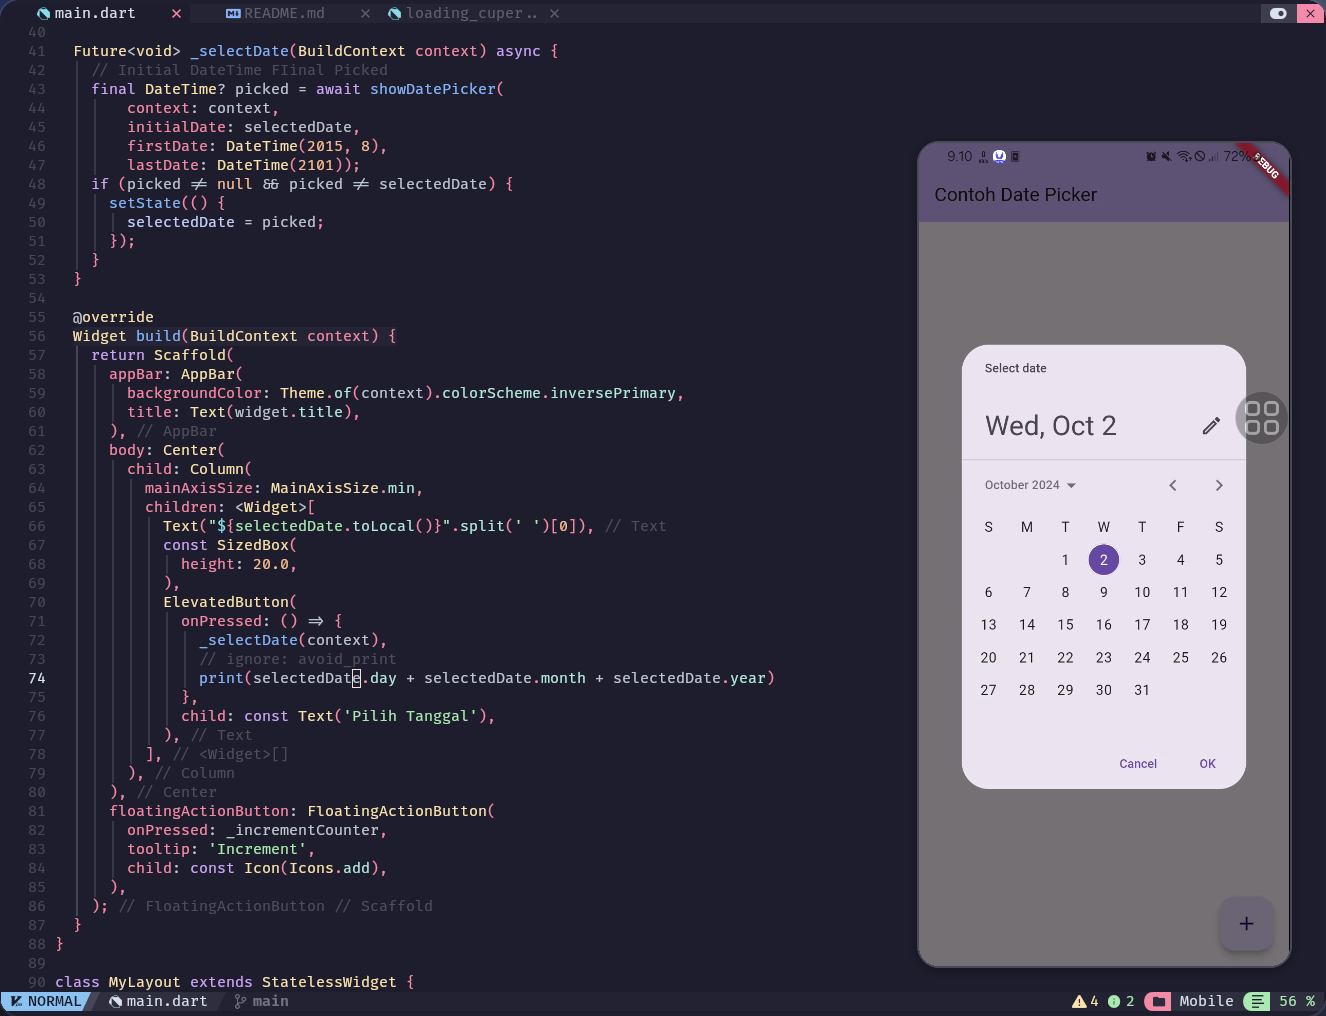 main.dart ✕ README.md ✕ loading_cuper.. ✕
40
41 Future<void> _selectDate(BuildContext context) async {
42 // Initial DateTime FIinal Picked
43 final DateTime? picked = await showDatePicker(
44 context: context,
45 initialDate: selectedDate,
46 firstDate: DateTime(2015, 8),
47 lastDate: DateTime(2101));
48 if (picked != null && picked != selectedDate) {
49 setState(() {
50 selectedDate = picked;
51 });
52 }
53 }
54
55 @override
56 Widget build(BuildContext context) {
57 return Scaffold(
58 appBar: AppBar(
59 backgroundColor: Theme.of(context).colorScheme.inversePrimary,
60 title: Text(widget.title),
61 ), // AppBar
62 body: Center(
63 child: Column(
64 mainAxisSize: MainAxisSize.min,
65 children: <Widget>[
66 Text("${selectedDate.toLocal()}".split(' ')[0]), // Text
67 const SizedBox(
68 height: 20.0,
69 ),
70 ElevatedButton(
71 onPressed: () => {
72 _selectDate(context),
73 // ignore: avoid_print
74 print(selectedDate.day + selectedDate.month + selectedDate.year)
75 },
76 child: const Text('Pilih Tanggal'),
77 ), // Text
78 ], // <Widget>[]
79 ), // Column
80 ), // Center
81 floatingActionButton: FloatingActionButton(
82 onPressed: _incrementCounter,
83 tooltip: 'Increment',
84 child: const Icon(Icons.add),
85 ),
86 ); // FloatingActionButton // Scaffold
87 }
88 }
89
90 class MyLayout extends StatelessWidget {
NORMAL main.dart main 4 2 Mobile 56 %
9.10 72%
DEBUG
Contoh Date Picker
Select date
Wed, Oct 2
October 2024
S M T W T F S
1 2 3 4 5
6 7 8 9 10 11 12
13 14 15 16 17 18 19
20 21 22 23 24 25 26
27 28 29 30 31
Cancel OK
+